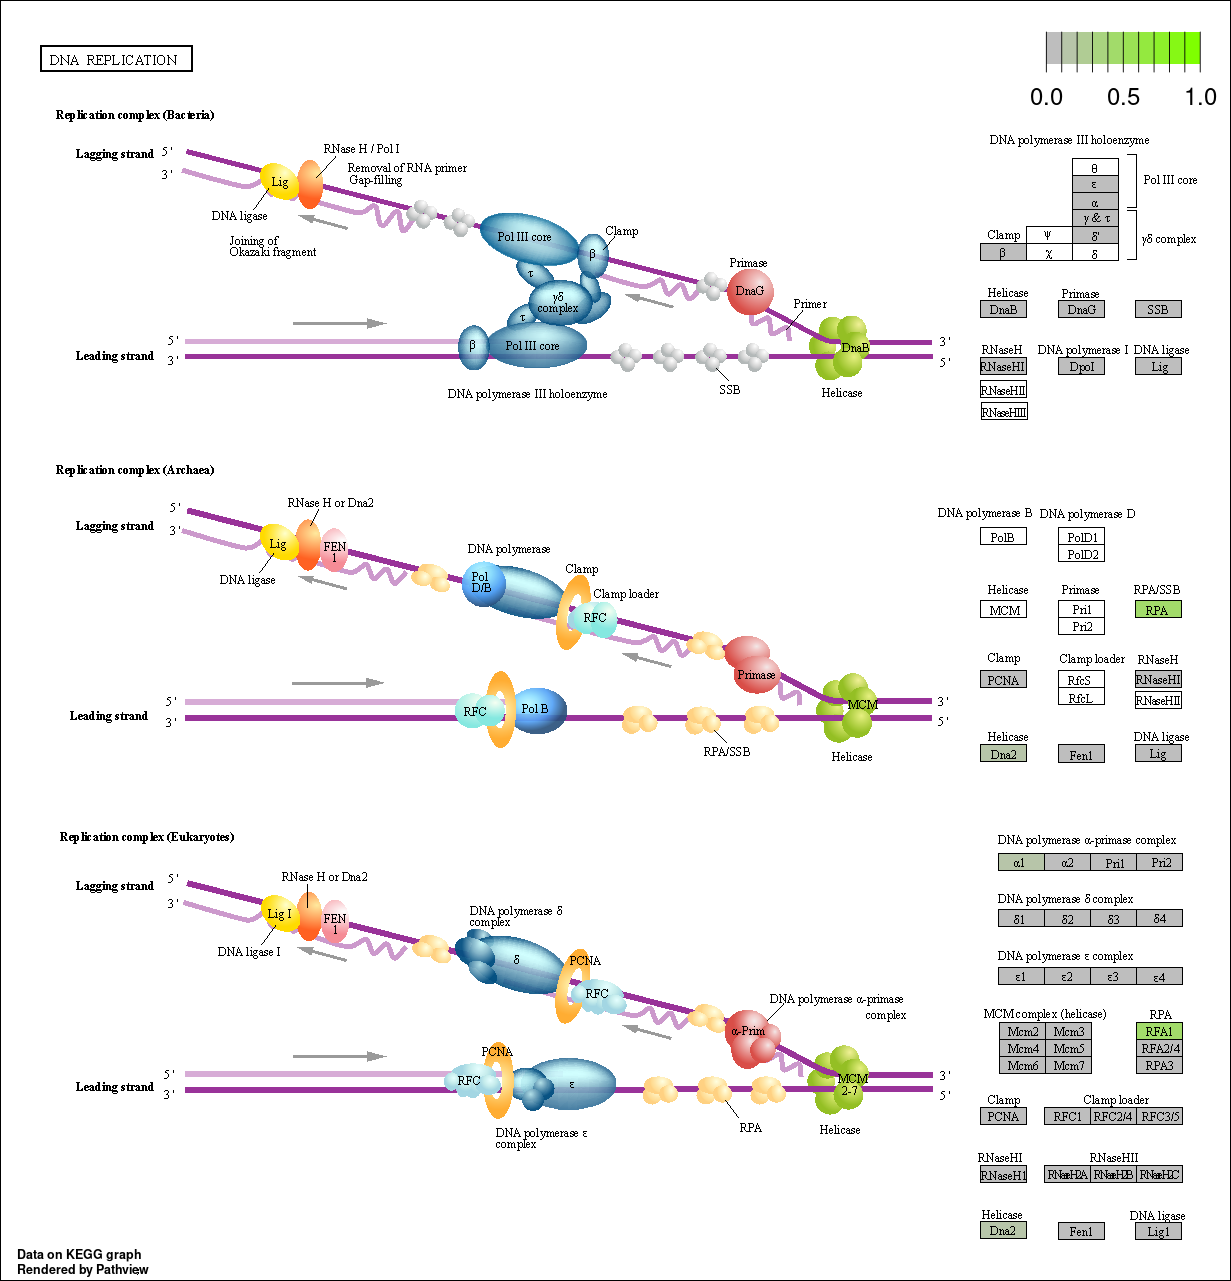 DNA REPLICATION
0.0 0.5 1.0
Replication complex (Bacteria)
Lagging strand
5'
3'
RNase H / Pol I
Removal of RNA primer
Gap-filling
Lig
DNA ligase
Joining of
Okazaki fragment
Pol III core
Clamp
β
τ
γδ
complex
τ
Primase
DnaG
Primer
β
Pol III core
DnaB
Leading strand
3'
3'
5'
SSB
Helicase
DNA polymerase III holoenzyme
DNA polymerase III holoenzyme
θ
ε
α
Pol III core
γ & τ
Clamp
ψ
δ'
γδ complex
β
χ
δ
Helicase
Primase
DnaB
DnaG
SSB
RNaseH
DNA polymerase I
DNA ligase
RNaseHI
DpoI
Lig
RNaseHII
RNaseHIII
Replication complex (Archaea)
Lagging strand
5'
3'
RNase H or Dna2
Lig
FEN
1
DNA ligase
DNA polymerase
Pol
D/B
Clamp
Clamp loader
RFC
Primase
Leading strand
5'
3'
RFC
Pol B
MCM
3'
5'
RPA/SSB
Helicase
DNA polymerase B
DNA polymerase D
PolB
PolD1
PolD2
Helicase
Primase
RPA/SSB
MCM
Pri1
RPA
Pri2
Clamp
Clamp loader
RNaseH
PCNA
RfcS
RNaseHI
RfcL
RNaseHII
Helicase
DNA ligase
Dna2
Fen1
Lig
Replication complex (Eukaryotes)
Lagging strand
5'
3'
RNase H or Dna2
Lig I
FEN
1
DNA ligase I
DNA polymerase δ
complex
δ
PCNA
RFC
DNA polymerase α-primase
complex
α-Prim
Leading strand
5'
3'
RFC
PCNA
ε
MCM
2-7
3'
5'
RPA
Helicase
DNA polymerase ε
complex
DNA polymerase α-primase complex
α1 α2 Pri1 Pri2
DNA polymerase δ complex
δ1 δ2 δ3 δ4
DNA polymerase ε complex
ε1 ε2 ε3 ε4
MCM complex (helicase)
RPA
Mcm2 Mcm3
RFA1
Mcm4 Mcm5
RFA2/4
Mcm6 Mcm7
RPA3
Clamp
Clamp loader
PCNA
RFC1 RFC2/4 RFC3/5
RNaseHI
RNaseHII
RNaseH1
RNaseH2A RNaseH2B RNaseH2C
Helicase
DNA ligase
Dna2
Fen1
Lig1
Data on KEGG graph
Rendered by Pathview
5'